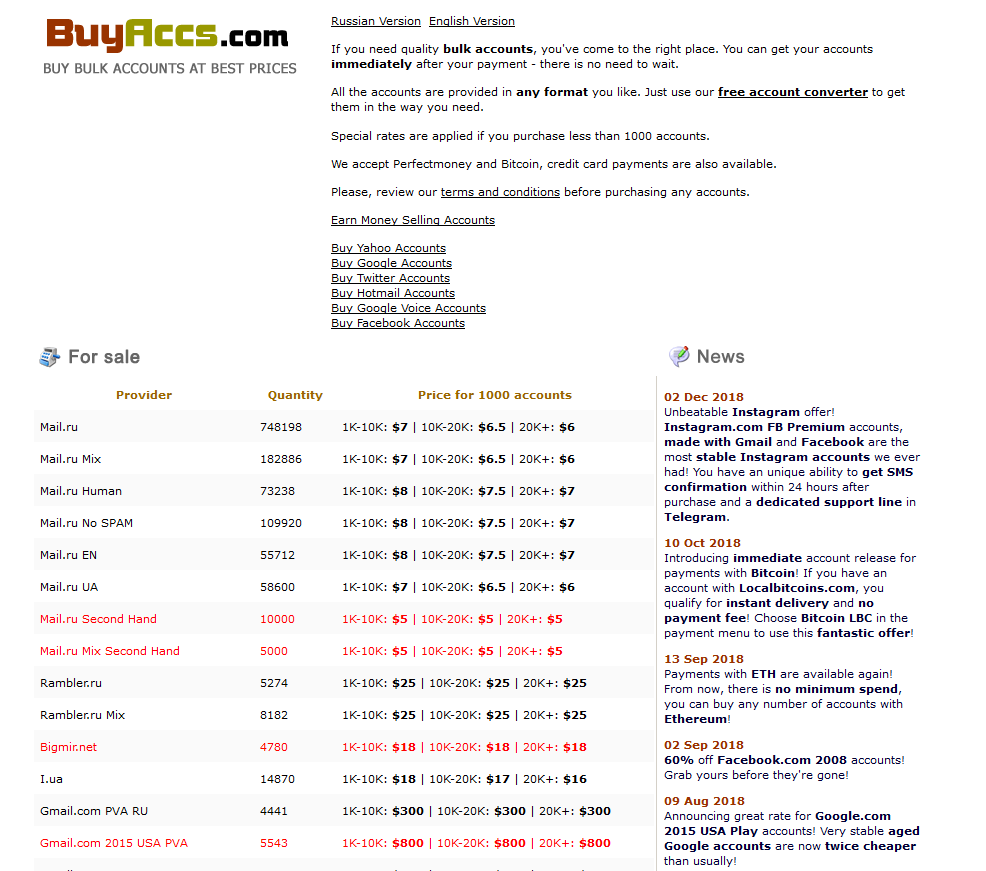 BuyAccs.com
BUY BULK ACCOUNTS AT BEST PRICES
Russian Version English Version
If you need quality bulk accounts, you've come to the right place. You can get your accounts
immediately after your payment - there is no need to wait.
All the accounts are provided in any format you like. Just use our free account converter to get
them in the way you need.
Special rates are applied if you purchase less than 1000 accounts.
We accept Perfectmoney and Bitcoin, credit card payments are also available.
Please, review our terms and conditions before purchasing any accounts.
Earn Money Selling Accounts
Buy Yahoo Accounts
Buy Google Accounts
Buy Twitter Accounts
Buy Hotmail Accounts
Buy Google Voice Accounts
Buy Facebook Accounts
For sale
Provider Quantity Price for 1000 accounts
Mail.ru 748198 1K-10K: $7 | 10K-20K: $6.5 | 20K+: $6
Mail.ru Mix 182886 1K-10K: $7 | 10K-20K: $6.5 | 20K+: $6
Mail.ru Human 73238 1K-10K: $8 | 10K-20K: $7.5 | 20K+: $7
Mail.ru No SPAM 109920 1K-10K: $8 | 10K-20K: $7.5 | 20K+: $7
Mail.ru EN 55712 1K-10K: $8 | 10K-20K: $7.5 | 20K+: $7
Mail.ru UA 58600 1K-10K: $7 | 10K-20K: $6.5 | 20K+: $6
Mail.ru Second Hand 10000 1K-10K: $5 | 10K-20K: $5 | 20K+: $5
Mail.ru Mix Second Hand 5000 1K-10K: $5 | 10K-20K: $5 | 20K+: $5
Rambler.ru 5274 1K-10K: $25 | 10K-20K: $25 | 20K+: $25
Rambler.ru Mix 8182 1K-10K: $25 | 10K-20K: $25 | 20K+: $25
Bigmir.net 4780 1K-10K: $18 | 10K-20K: $18 | 20K+: $18
I.ua 14870 1K-10K: $18 | 10K-20K: $17 | 20K+: $16
Gmail.com PVA RU 4441 1K-10K: $300 | 10K-20K: $300 | 20K+: $300
Gmail.com 2015 USA PVA 5543 1K-10K: $800 | 10K-20K: $800 | 20K+: $800
News
02 Dec 2018
Unbeatable Instagram offer!
Instagram.com FB Premium accounts,
made with Gmail and Facebook are the
most stable Instagram accounts we ever
had! You have an unique ability to get SMS
confirmation within 24 hours after
purchase and a dedicated support line in
Telegram.
10 Oct 2018
Introducing immediate account release for
payments with Bitcoin! If you have an
account with Localbitcoins.com, you
qualify for instant delivery and no
payment fee! Choose Bitcoin LBC in the
payment menu to use this fantastic offer!
13 Sep 2018
Payments with ETH are available again!
From now, there is no minimum spend,
you can buy any number of accounts with
Ethereum!
02 Sep 2018
60% off Facebook.com 2008 accounts!
Grab yours before they're gone!
09 Aug 2018
Announcing great rate for Google.com
2015 USA Play accounts! Very stable aged
Google accounts are now twice cheaper
than usually!